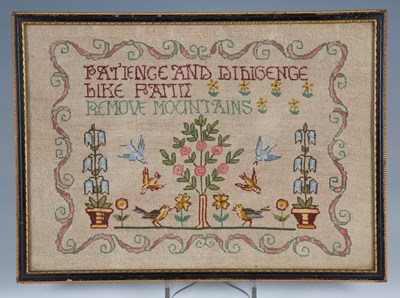 PATIENCE AND DILIGENCE
LIKE FAITH
REMOVE MOUNTAINS